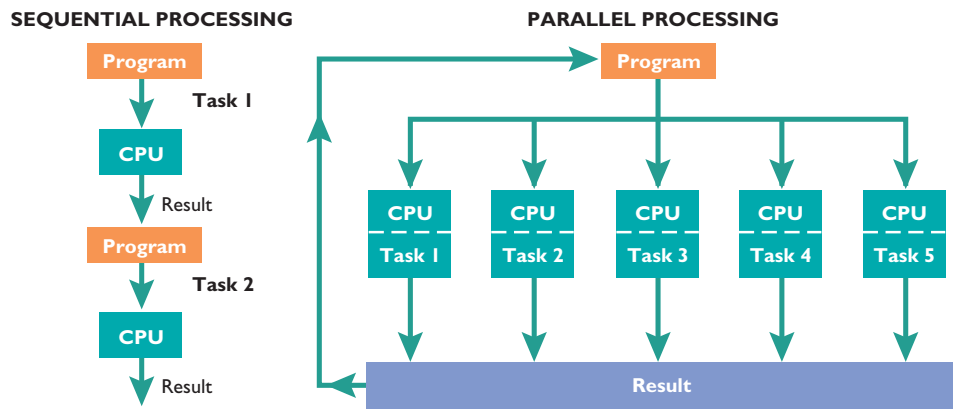 SEQUENTIAL PROCESSING
Program
Task 1
CPU
Result
Program
Task 2
CPU
Result
PARALLEL PROCESSING
Program
CPU CPU CPU CPU CPU
Task 1 Task 2 Task 3 Task 4 Task 5
Result